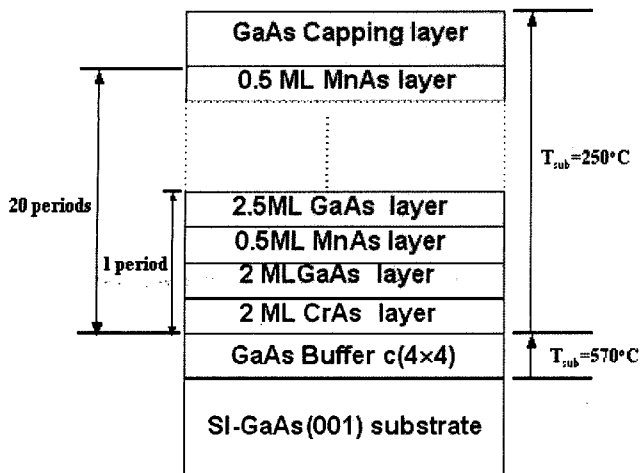 GaAs Capping layer
0.5 ML MnAs layer
T_sub=250°C
20 periods
2.5ML GaAs layer
1 period
0.5ML MnAs layer
2 MLGaAs layer
2 ML CrAs layer
GaAs Buffer c(4×4)
T_sub=570°C
SI-GaAs(001) substrate